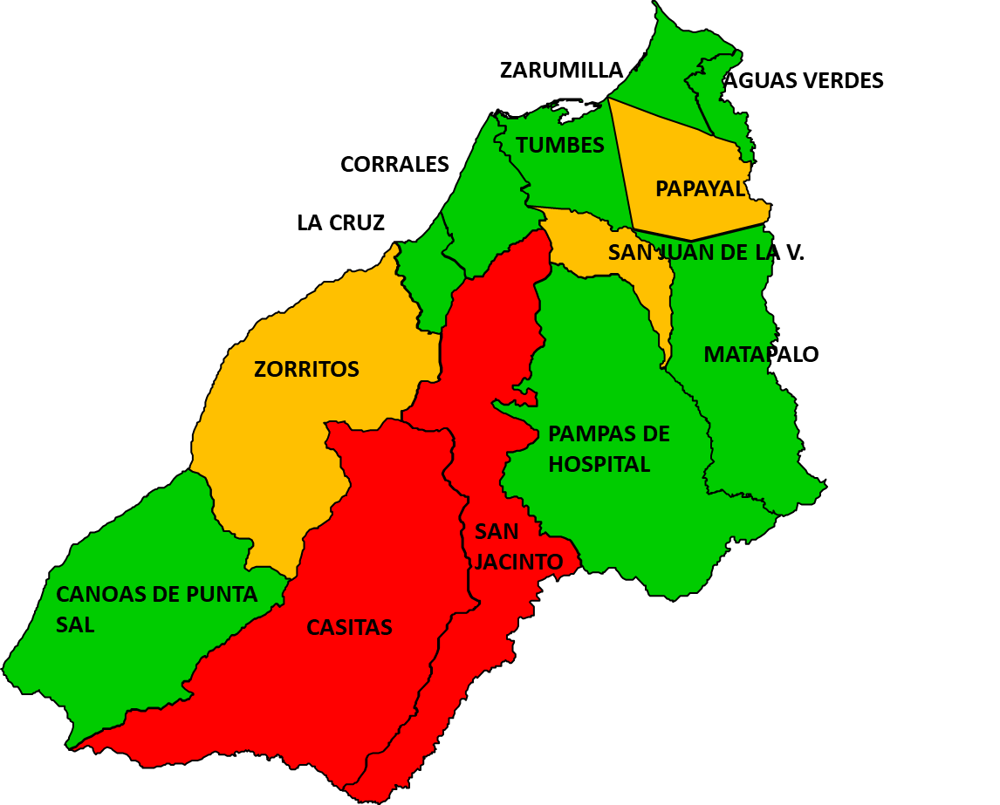 ZARUMILLA
AGUAS VERDES
TUMBES
CORRALES
PAPAYAL
LA CRUZ
SAN JUAN DE LA V.
MATAPALO
ZORRITOS
PAMPAS DE
HOSPITAL
SAN
JACINTO
CANOAS DE PUNTA
SAL
CASITAS